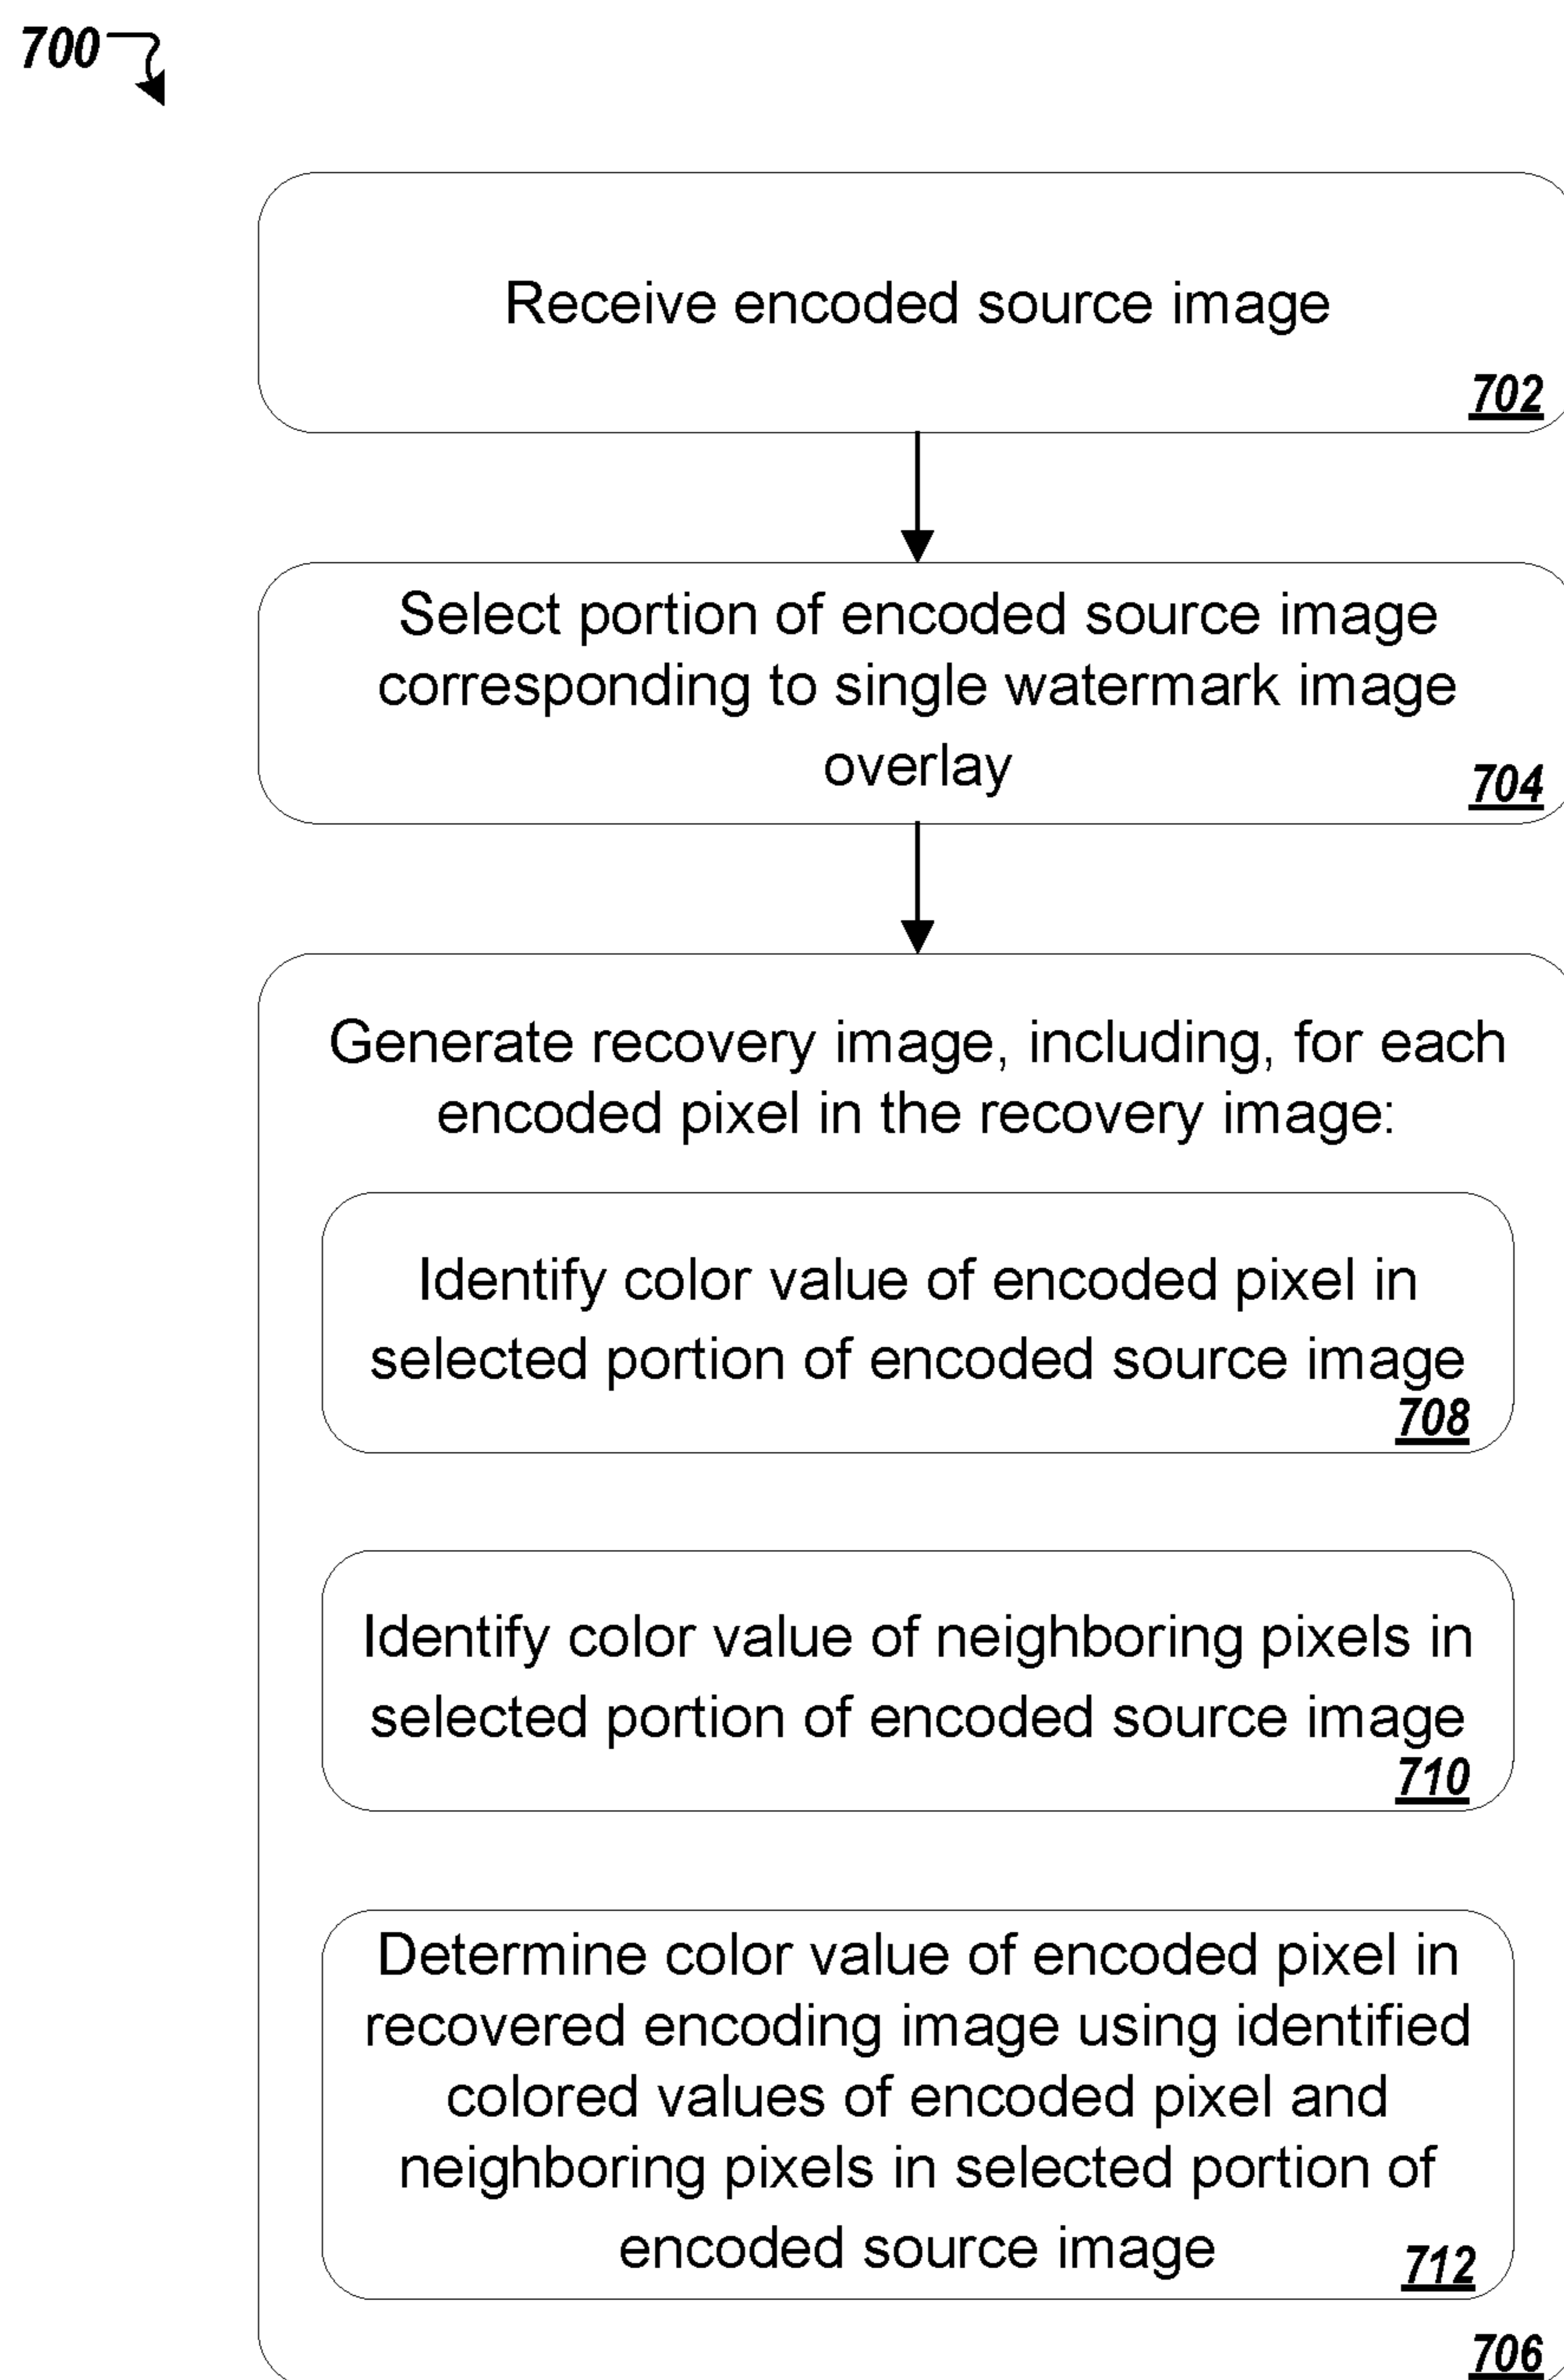 700
Receive encoded source image
702
Select portion of encoded source image
corresponding to single watermark image
overlay
704
Generate recovery image, including, for each
encoded pixel in the recovery image:
Identify color value of encoded pixel in
selected portion of encoded source image
708
Identify color value of neighboring pixels in
selected portion of encoded source image
710
Determine color value of encoded pixel in
recovered encoding image using identified
colored values of encoded pixel and
neighboring pixels in selected portion of
encoded source image
712
706